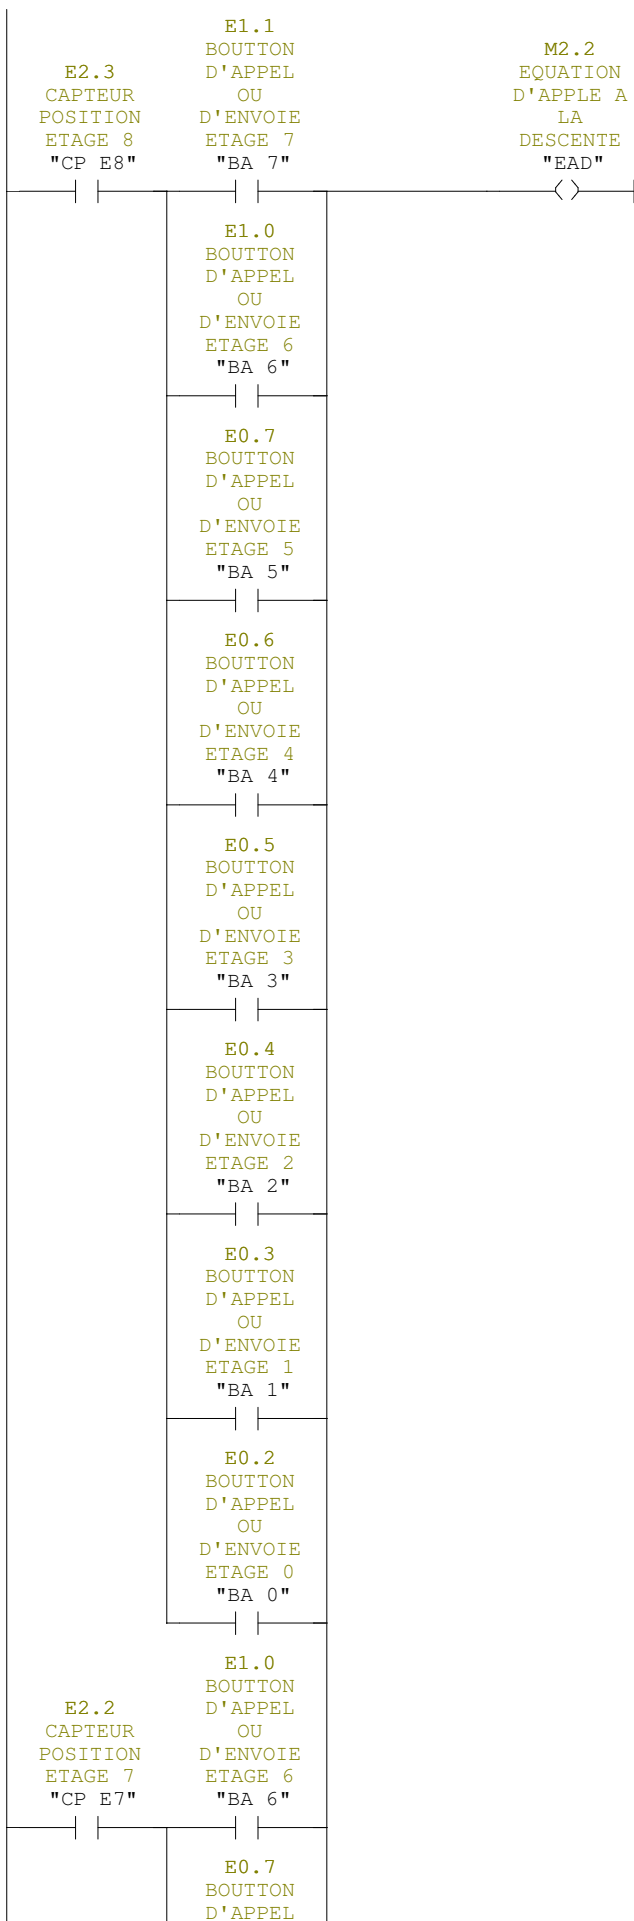 E1.1
BOUTTON
D'APPEL
OU
D'ENVOIE
ETAGE 7
"BA 7"
E2.3
CAPTEUR
POSITION
ETAGE 8
"CP E8"
M2.2
EQUATION
D'APPLE A
LA
DESCENTE
"EAD"
E1.0
BOUTTON
D'APPEL
OU
D'ENVOIE
ETAGE 6
"BA 6"
E0.7
BOUTTON
D'APPEL
OU
D'ENVOIE
ETAGE 5
"BA 5"
E0.6
BOUTTON
D'APPEL
OU
D'ENVOIE
ETAGE 4
"BA 4"
E0.5
BOUTTON
D'APPEL
OU
D'ENVOIE
ETAGE 3
"BA 3"
E0.4
BOUTTON
D'APPEL
OU
D'ENVOIE
ETAGE 2
"BA 2"
E0.3
BOUTTON
D'APPEL
OU
D'ENVOIE
ETAGE 1
"BA 1"
E0.2
BOUTTON
D'APPEL
OU
D'ENVOIE
ETAGE 0
"BA 0"
E2.2
CAPTEUR
POSITION
ETAGE 7
"CP E7"
E1.0
BOUTTON
D'APPEL
OU
D'ENVOIE
ETAGE 6
"BA 6"
E0.7
BOUTTON
D'APPEL